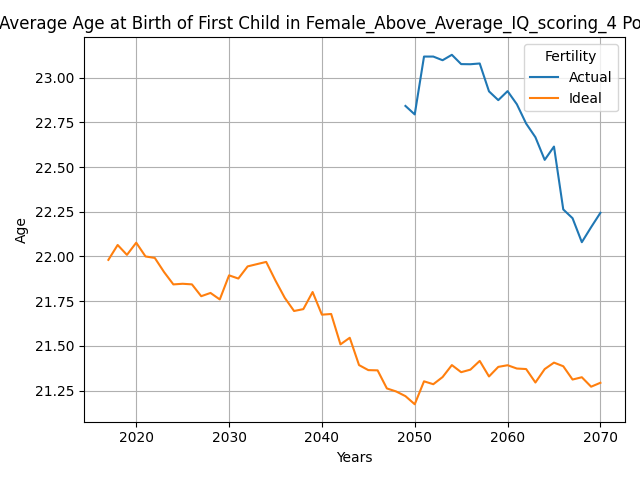 Average Age at Birth of First Child in Female_Above_Average_IQ_scoring_4 Po
Fertility
Actual
Ideal
23.00
22.75
22.50
22.25
22.00
21.75
21.50
21.25
Age
2020 2030 2040 2050 2060 2070
Years